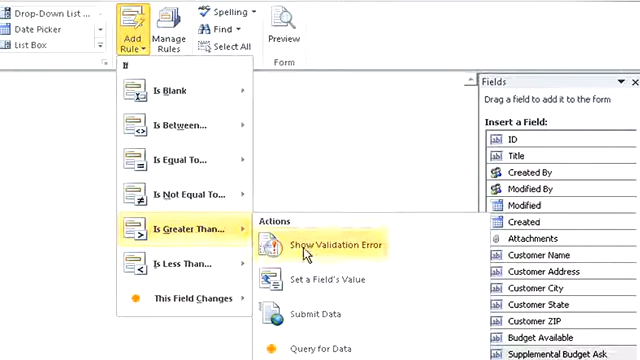 Drop-Down List ...
Date Picker
List Box
Add
Rule
Manage
Rules
Spelling
Find
Select All
Preview
Form
If
Is Blank
Is Between...
Is Equal To...
Is Not Equal To...
Is Greater Than...
Is Less Than...
This Field Changes
Actions
Show Validation Error
Set a Field's Value
Submit Data
Query for Data
Fields
Drag a field to add it to the form
Insert a Field:
ID
Title
Created By
Modified By
Modified
Created
Attachments
Customer Name
Customer Address
Customer City
Customer State
Customer ZIP
Budget Available
Supplemental Budget Ask